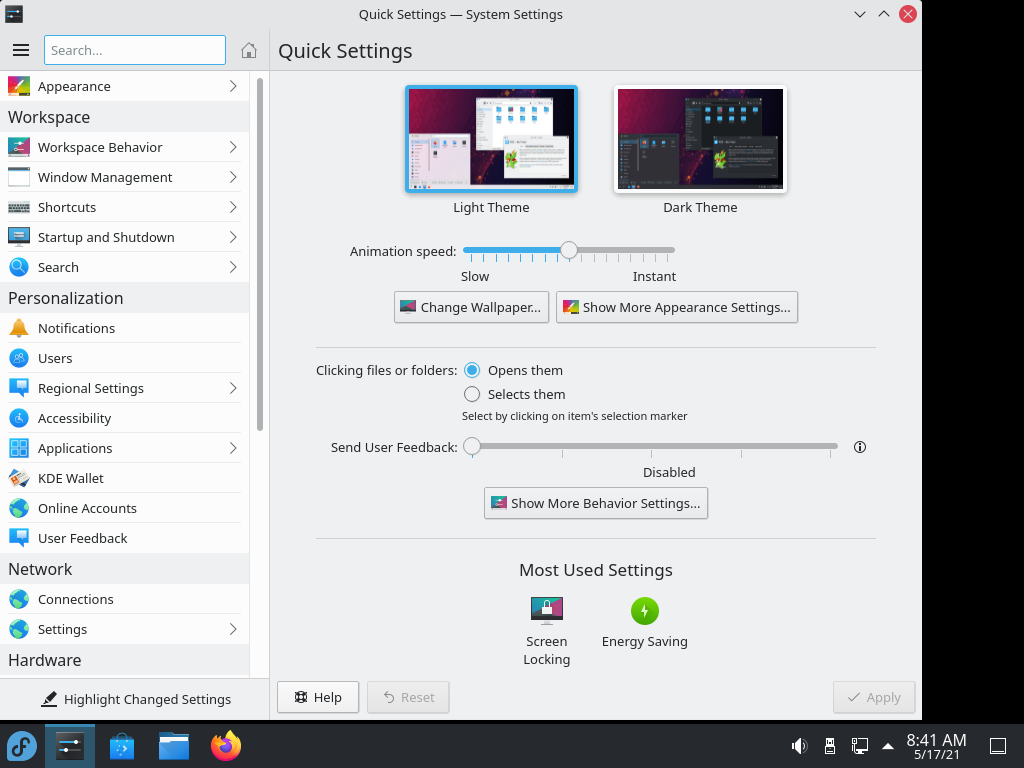 Quick Settings — System Settings
Search...
Quick Settings
Appearance
Workspace
Workspace Behavior
Window Management
Shortcuts
Startup and Shutdown
Search
Personalization
Notifications
Users
Regional Settings
Accessibility
Applications
KDE Wallet
Online Accounts
User Feedback
Network
Connections
Settings
Hardware
Highlight Changed Settings
Light Theme
Dark Theme
Animation speed:
Slow
Instant
Change Wallpaper...
Show More Appearance Settings...
Clicking files or folders:
Opens them
Selects them
Select by clicking on item's selection marker
Send User Feedback:
Disabled
Show More Behavior Settings...
Most Used Settings
Screen
Locking
Energy Saving
Help
Reset
Apply
8:41 AM
5/17/21